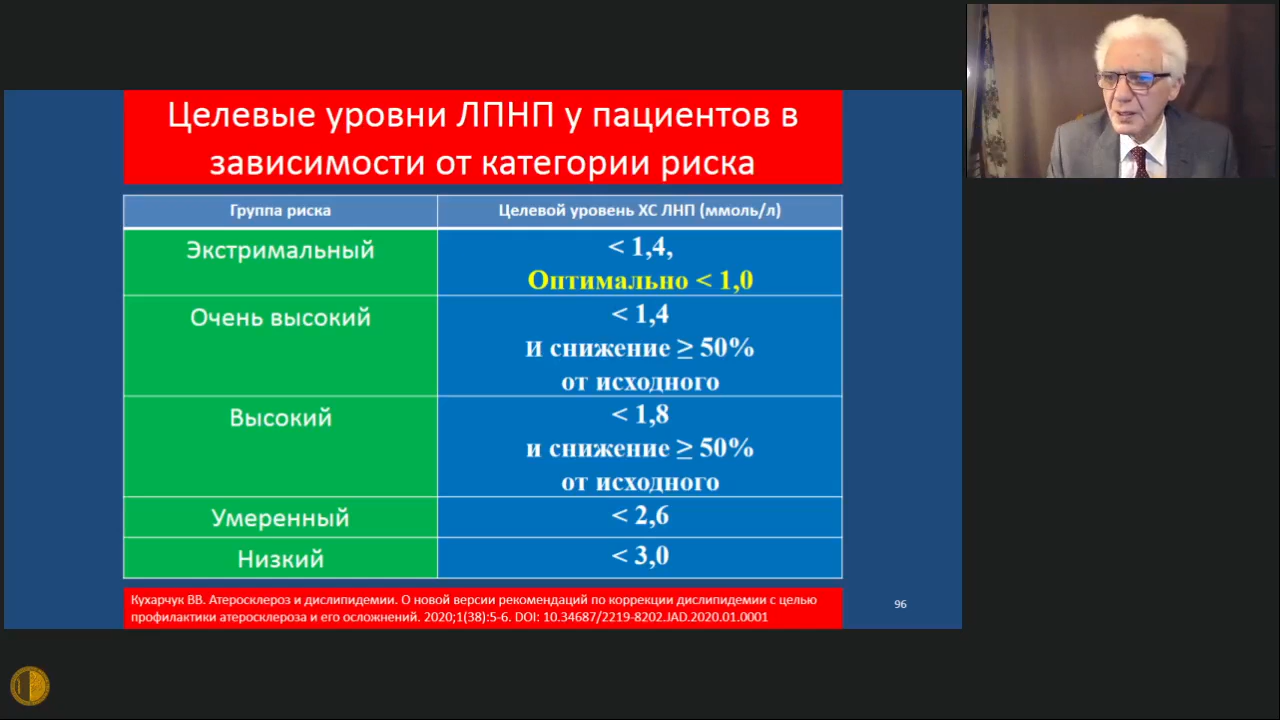 Целевые уровни ЛПНП у пациентов в
зависимости от категории риска
Группа риска
Целевой уровень ХС ЛНП (ммоль/л)
Экстримальный
< 1,4,
Оптимально < 1,0
Очень высокий
< 1,4
И снижение ≥ 50%
от исходного
Высокий
< 1,8
и снижение ≥ 50%
от исходного
Умеренный
< 2,6
Низкий
< 3,0
Кухарчук ВВ. Атеросклероз и дислипидемии. О новой версии рекомендаций по коррекции дислипидемии с целью
профилактики атеросклероза и его осложнений. 2020;1(38):5-6. DOI: 10.34687/2219-8202.JAD.2020.01.0001
96